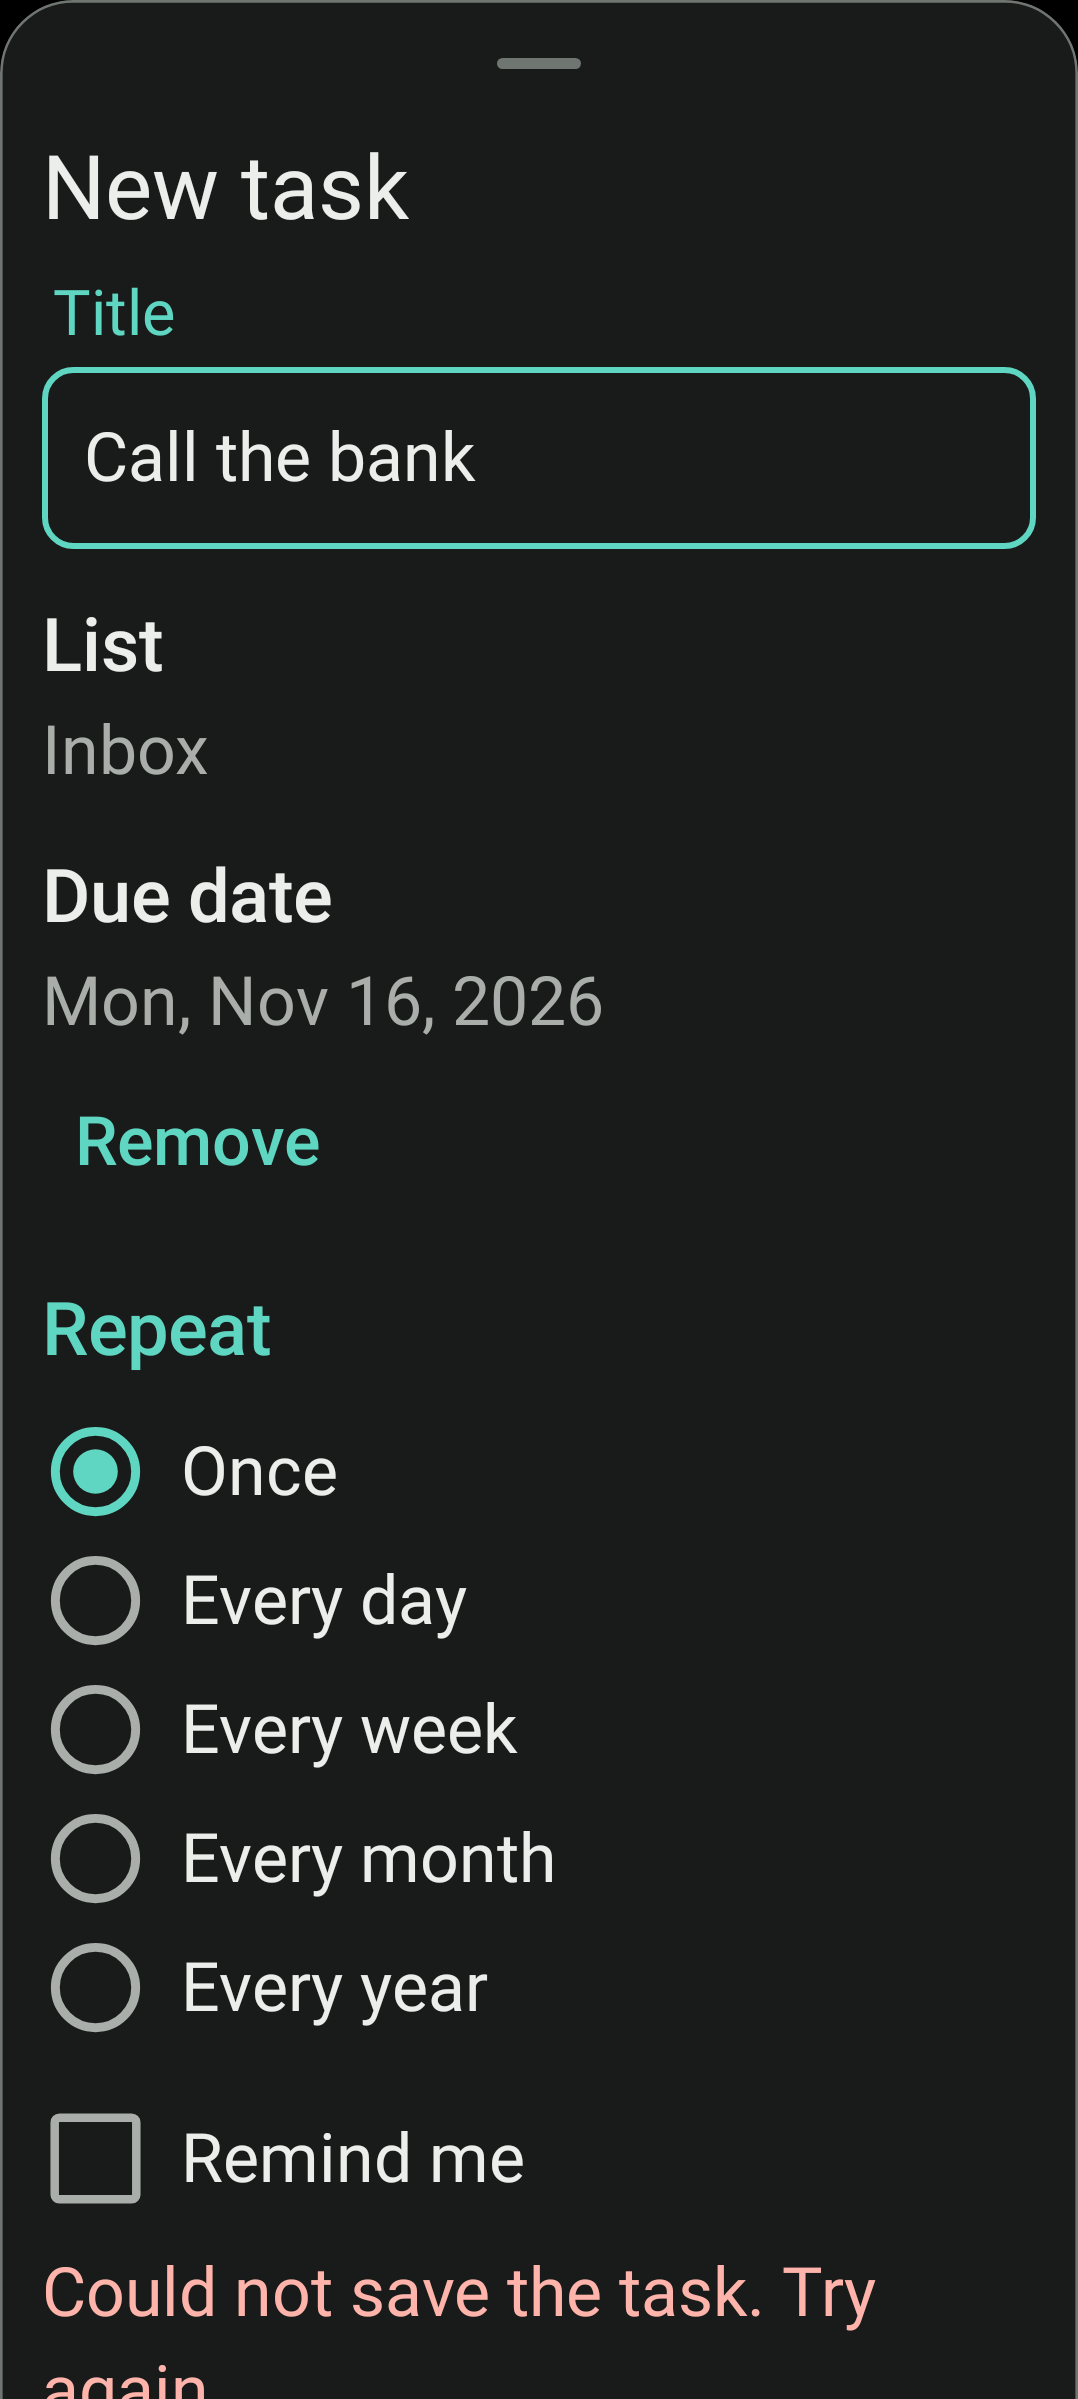 New task
Title
Call the bank
List
Inbox
Due date
Mon, Nov 16, 2026
Remove
Repeat
Once
Every day
Every week
Every month
Every year
Remind me
Could not save the task. Try
again